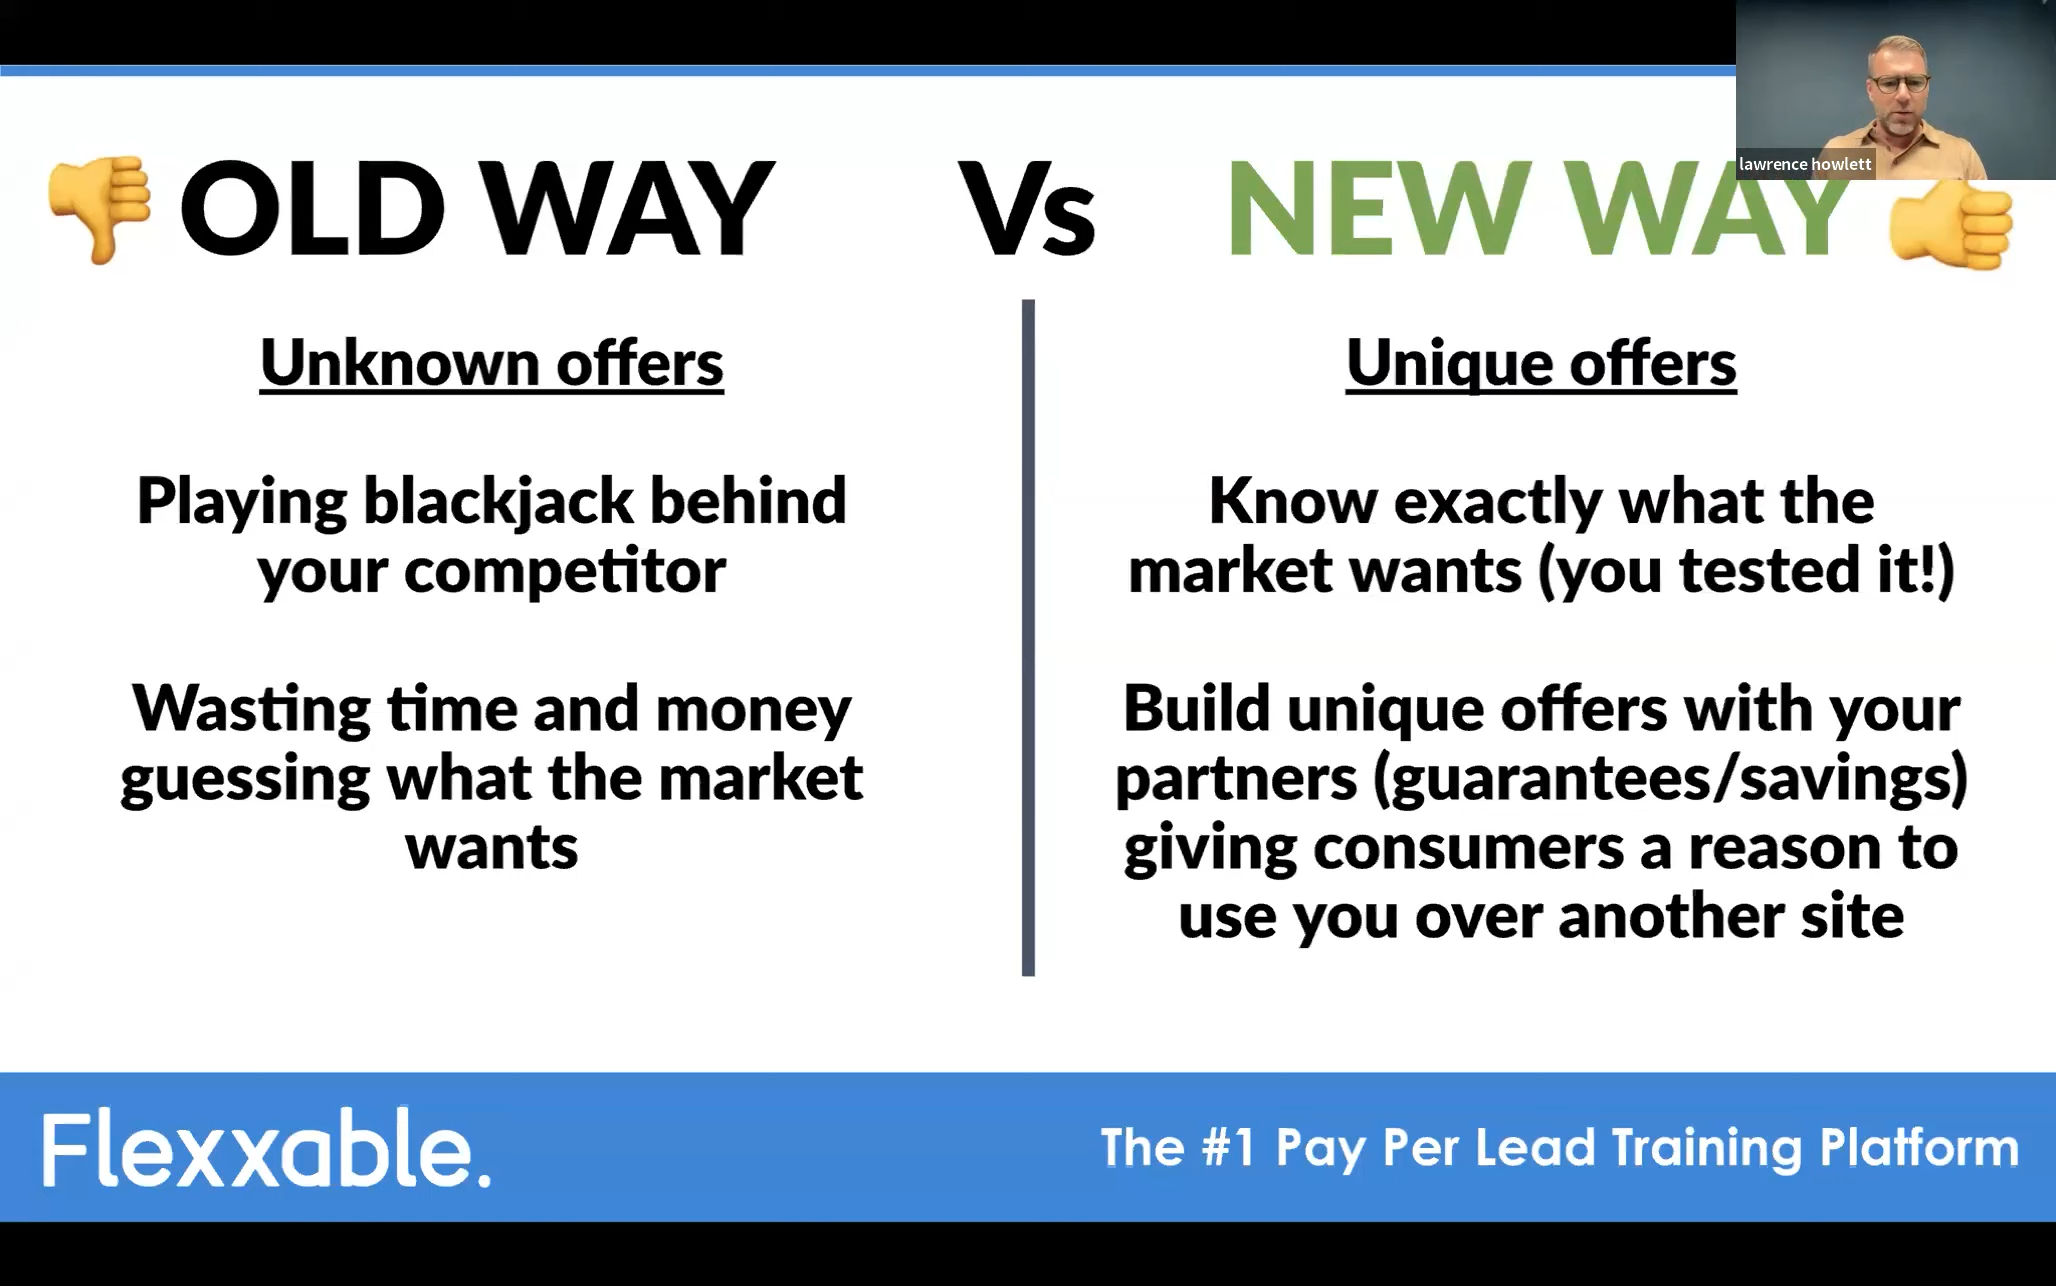 lawrence howlett
OLD WAY Vs NEW WAY
Unknown offers
Playing blackjack behind
your competitor
Wasting time and money
guessing what the market
wants
Unique offers
Know exactly what the
market wants (you tested it!)
Build unique offers with your
partners (guarantees/savings)
giving consumers a reason to
use you over another site
Flexxable.
The #1 Pay Per Lead Training Platform